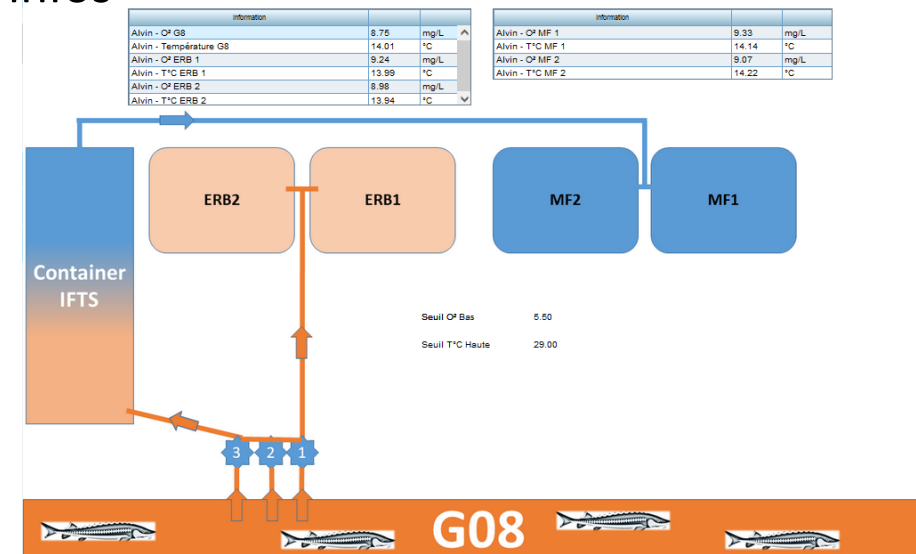 Information
Alvin - O² G8 8.75 mg/L
Alvin - Température G8 14.01 °C
Alvin - O² ERB 1 9.24 mg/L
Alvin - T°C ERB 1 13.99 °C
Alvin - O² ERB 2 8.98 mg/L
Alvin - T°C ERB 2 13.94 °C
Information
Alvin - O² MF 1 9.33 mg/L
Alvin - T°C MF 1 14.14 °C
Alvin - O² MF 2 9.07 mg/L
Alvin - T°C MF 2 14.22 °C
ERB2
ERB1
MF2
MF1
Container
IFTS
Seuil O² Bas 5.50
Seuil T°C Haute 29.00
3 2 1
G08